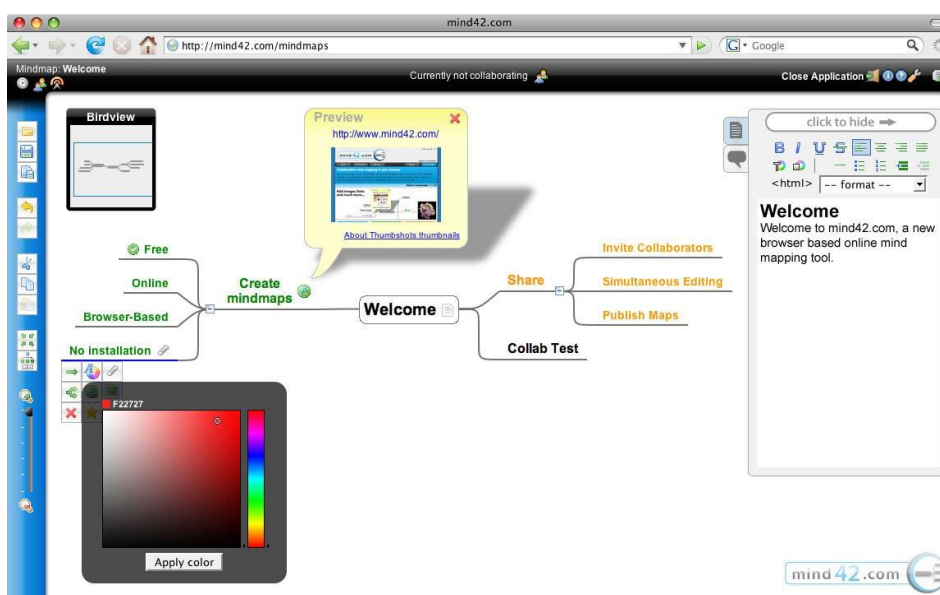 mind42.com
http://mind42.com/mindmaps
G Google
Mindmap: Welcome
Currently not collaborating
Close Application
Birdview
Preview
http://www.mind42.com/
About Thumbshots thumbnails
click to hide
B I U S
<html> -- format --
Welcome
Welcome to mind42.com, a new
browser based online mind
mapping tool.
Free
Online
Browser-Based
No installation
Create
mindmaps
Welcome
Share
Invite Collaborators
Simultaneous Editing
Publish Maps
Collab Test
F22727
Apply color
mind42.com